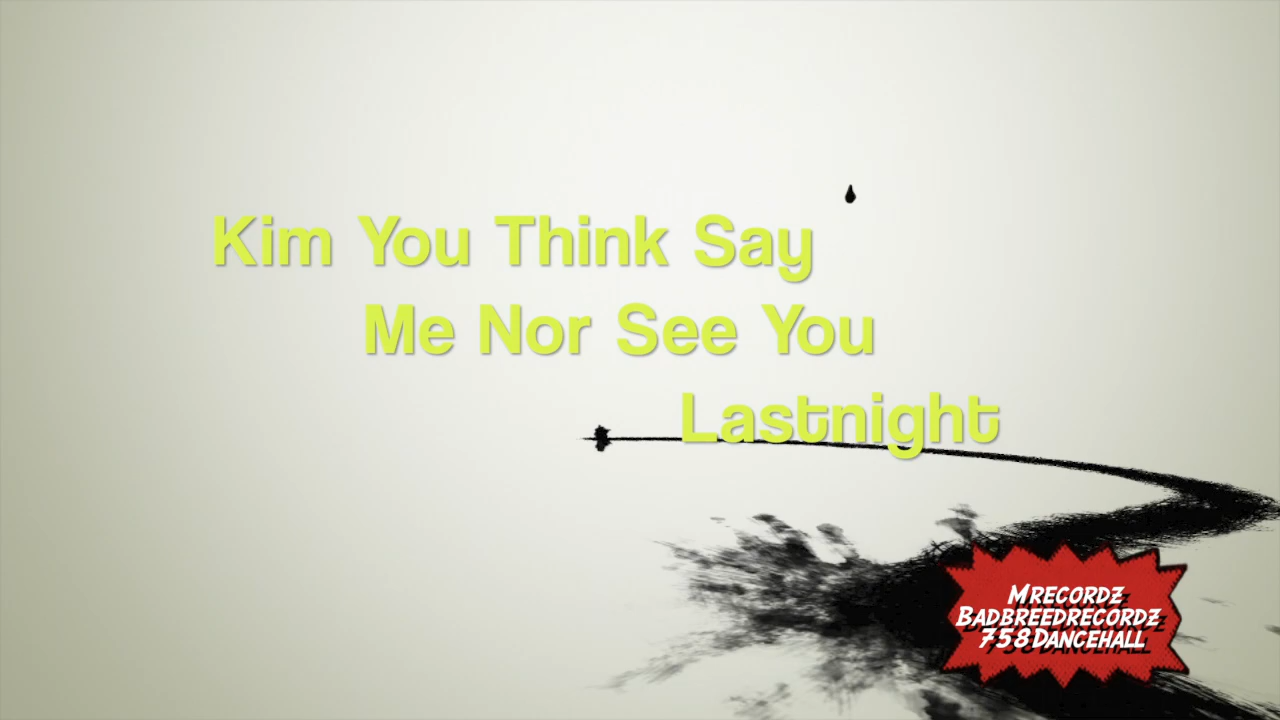 Kim You Think Say
Me Nor See You
Lastnight
Mrecordz
Badbreedrecordz
758Dancehall